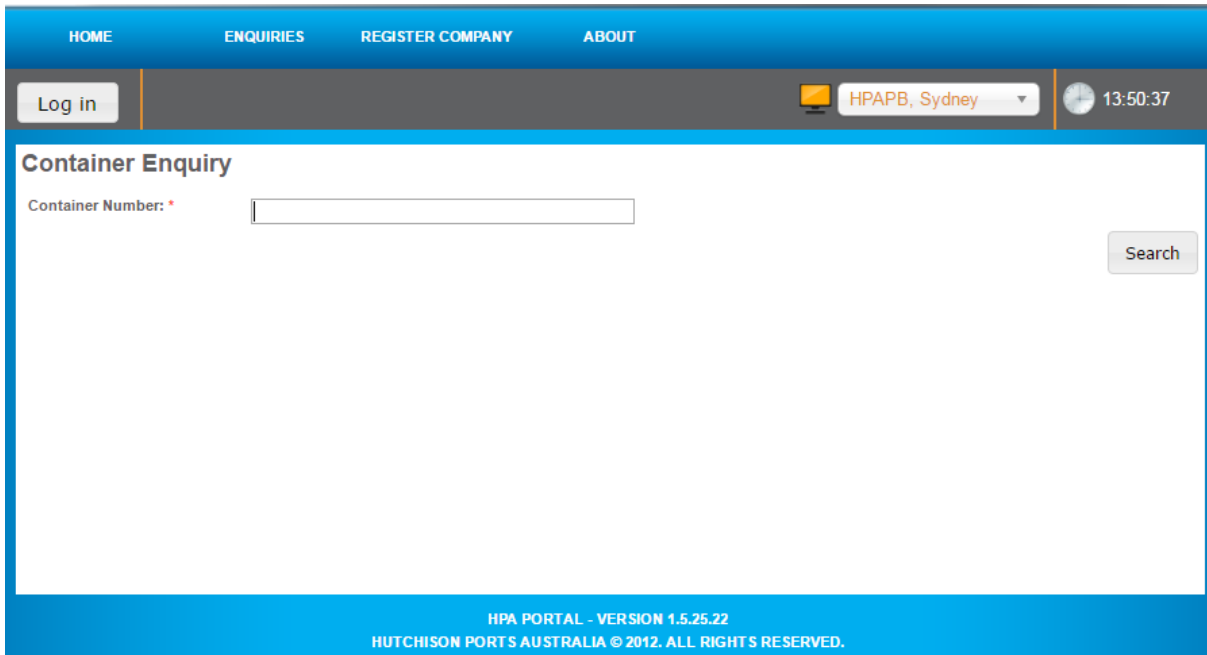 HOME ENQUIRIES REGISTER COMPANY ABOUT
Log in HPAPB, Sydney 13:50:37
Container Enquiry
Container Number: *
Search
HPA PORTAL - VERSION 1.5.25.22
HUTCHISON PORTS AUSTRALIA © 2012. ALL RIGHTS RESERVED.